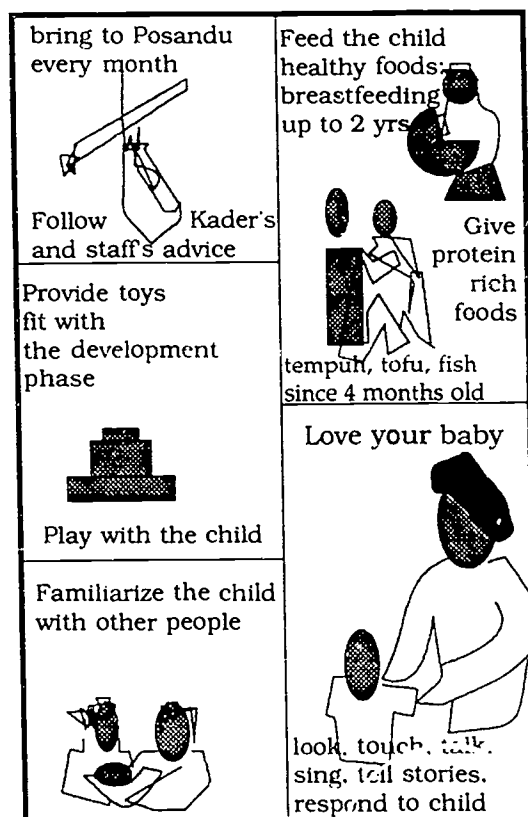 bring to Posandu
every month
Follow Kader's
and staff's advice
Provide toys
fit with
the development
phase
Play with the child
Familiarize the child
with other people
Feed the child
healthy foods:
breastfeeding
up to 2 yrs
Give
protein
rich
foods
tempuh, tofu, fish
since 4 months old
Love your baby
look, touch, talk,
sing, tell stories,
respond to child